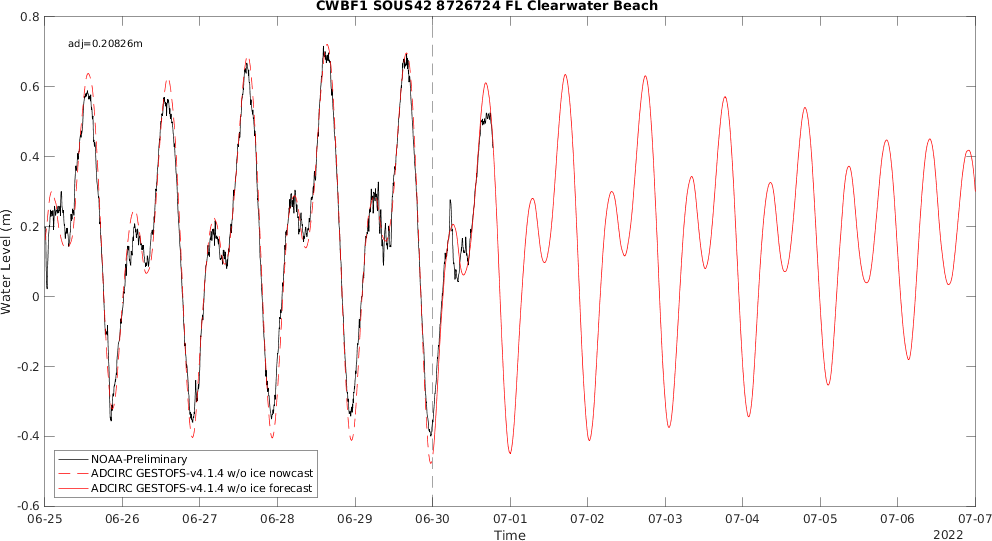 CWBF1 SOUS42 8726724 FL Clearwater Beach
adj=0.20826m
0.8
0.6
0.4
0.2
0
-0.2
-0.4
-0.6
Water Level (m)
NOAA-Preliminary
ADCIRC GESTOFS-v4.1.4 w/o ice nowcast
ADCIRC GESTOFS-v4.1.4 w/o ice forecast
06-25 06-26 06-27 06-28 06-29 06-30 07-01 07-02 07-03 07-04 07-05 07-06 07-07
Time
2022